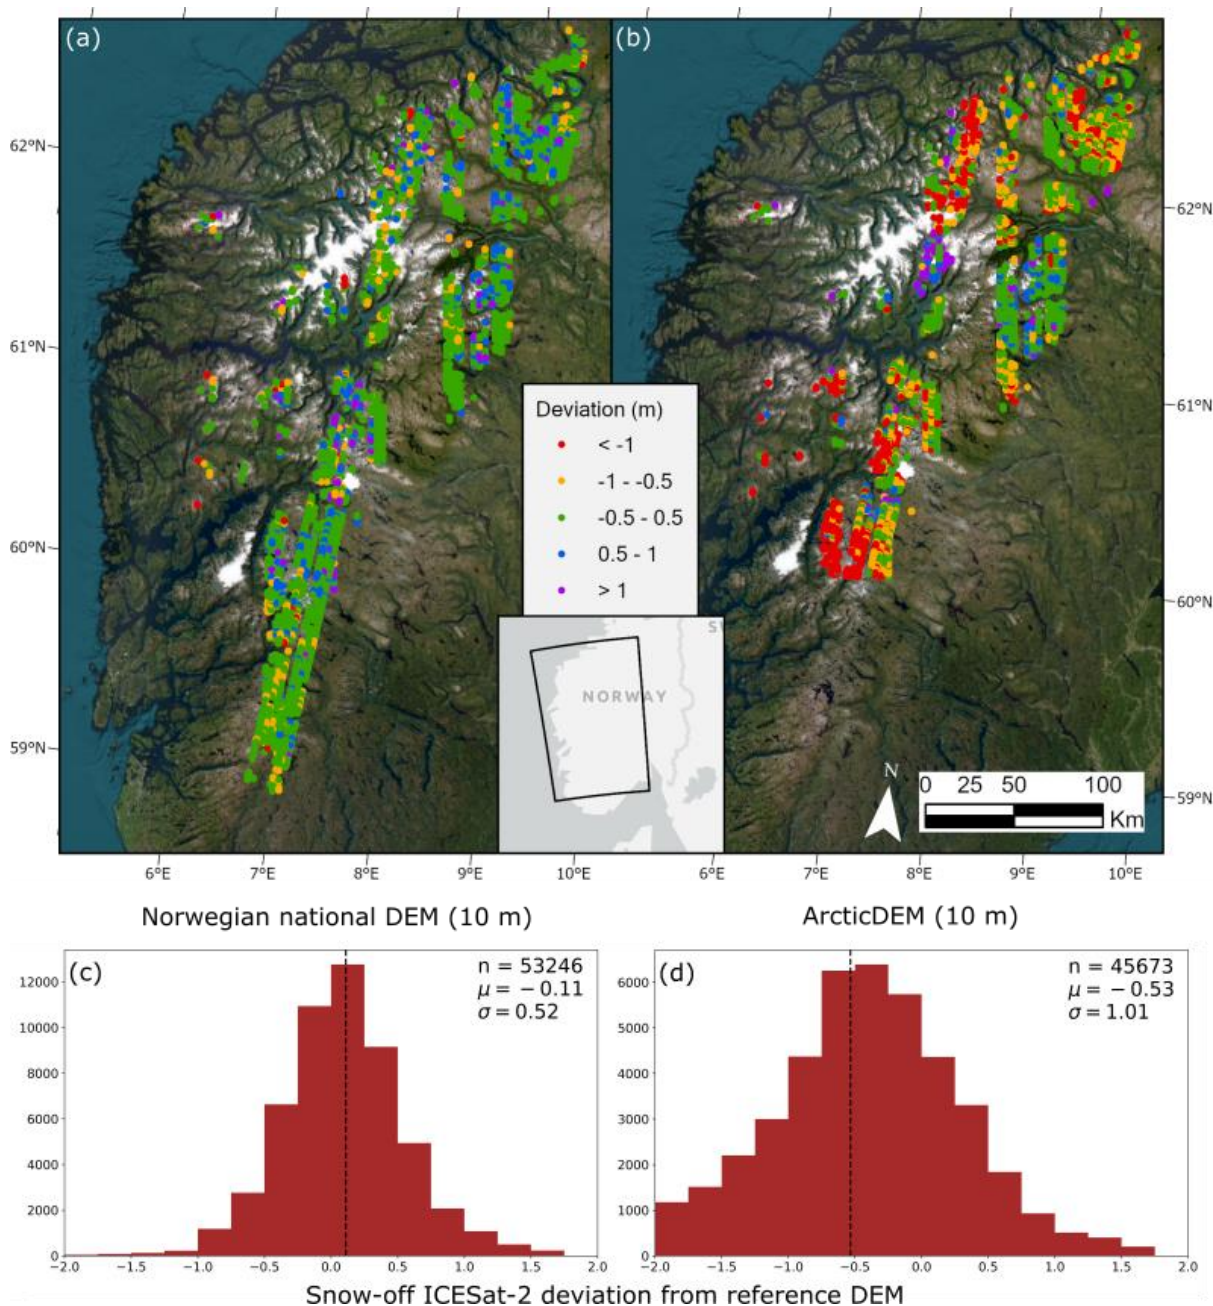 (a)
(b)
62°N
61°N
60°N
59°N
62°N
61°N
60°N
59°N
Deviation (m)
< -1
-1 - -0.5
-0.5 - 0.5
0.5 - 1
> 1
NORWAY
N
0 25 50 100
Km
6°E 7°E 8°E 9°E 10°E
6°E 7°E 8°E 9°E 10°E
Norwegian national DEM (10 m)
ArcticDEM (10 m)
(c)
n = 53246
μ = −0.11
σ = 0.52
12000
10000
8000
6000
4000
2000
0
−2.0 −1.5 −1.0 −0.5 0.0 0.5 1.0 1.5 2.0
(d)
n = 45673
μ = −0.53
σ = 1.01
6000
5000
4000
3000
2000
1000
0
−2.0 −1.5 −1.0 −0.5 0.0 0.5 1.0 1.5 2.0
Snow-off ICESat-2 deviation from reference DEM